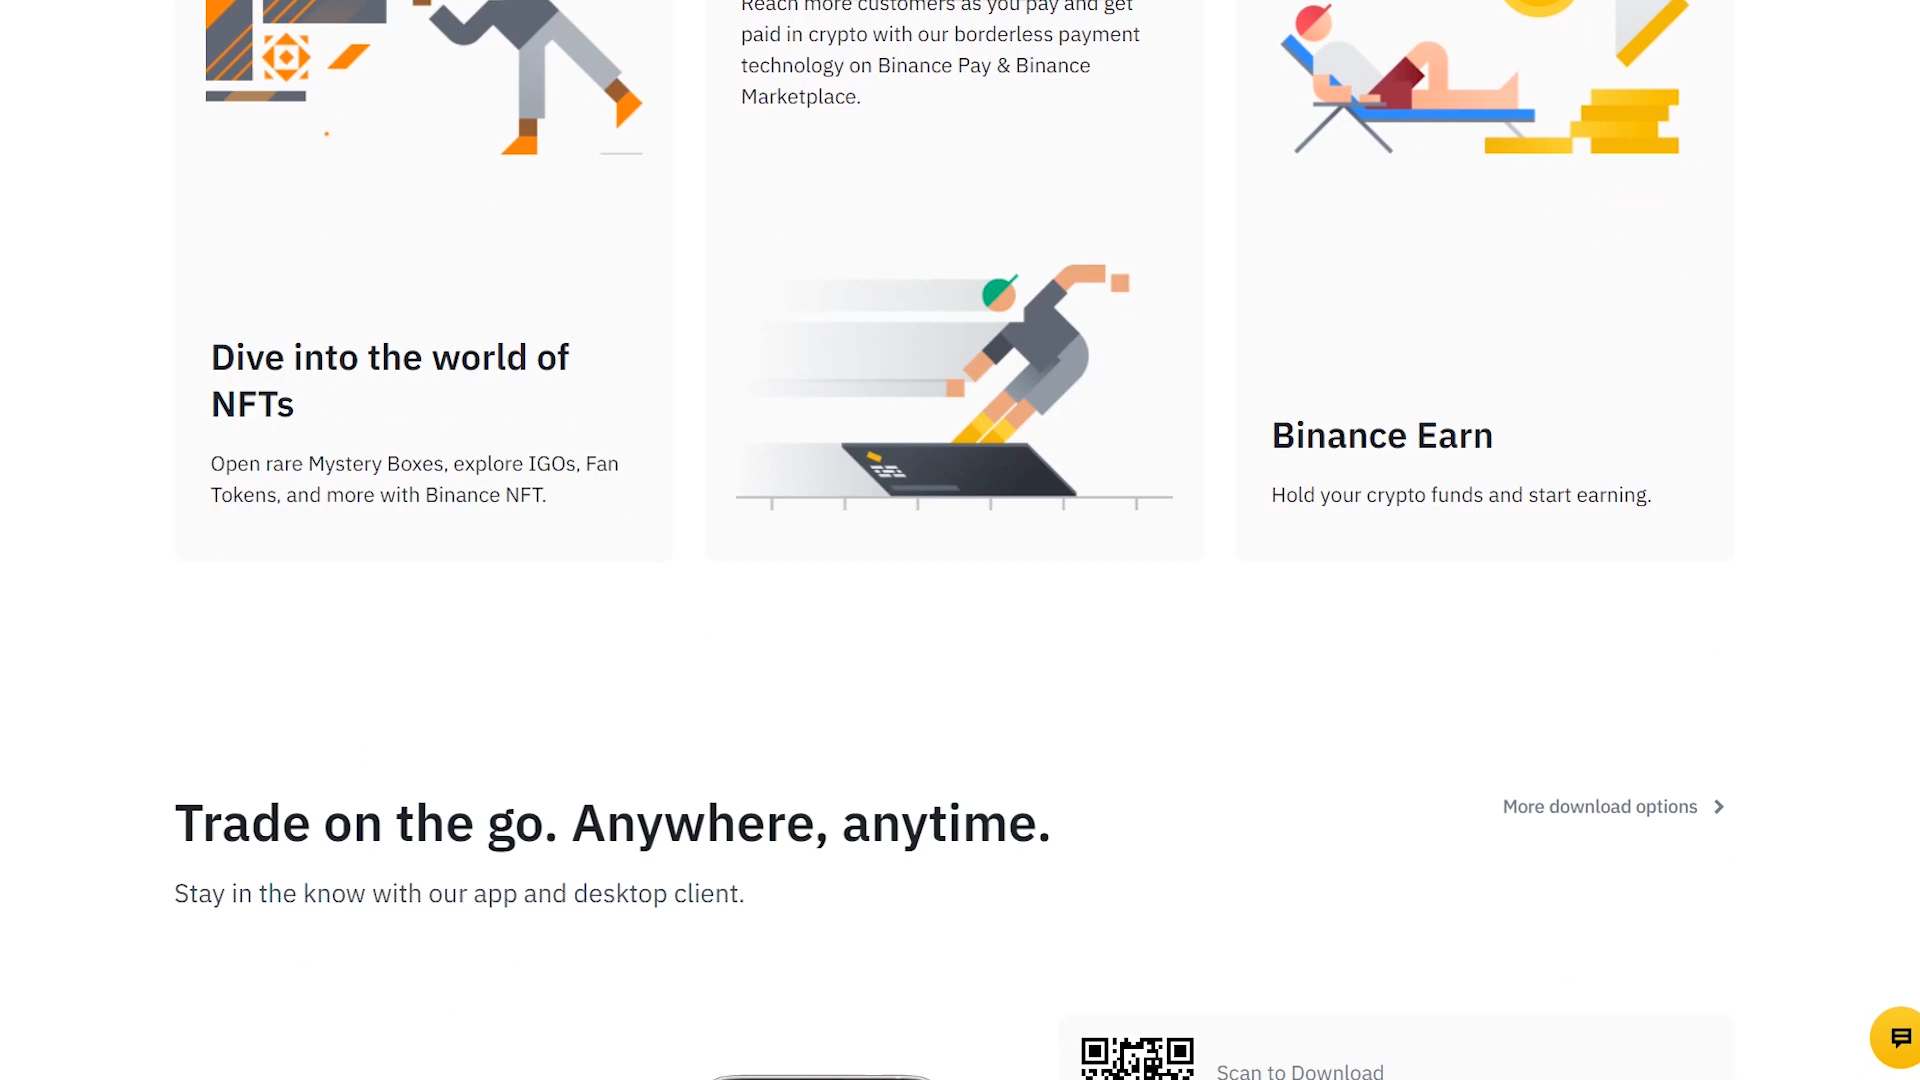 Reach more customers as you pay and get
paid in crypto with our borderless payment
technology on Binance Pay & Binance
Marketplace.
Dive into the world of
NFTs
Open rare Mystery Boxes, explore IGOs, Fan
Tokens, and more with Binance NFT.
Binance Earn
Hold your crypto funds and start earning.
Trade on the go. Anywhere, anytime.
More download options
Stay in the know with our app and desktop client.
Scan to Download